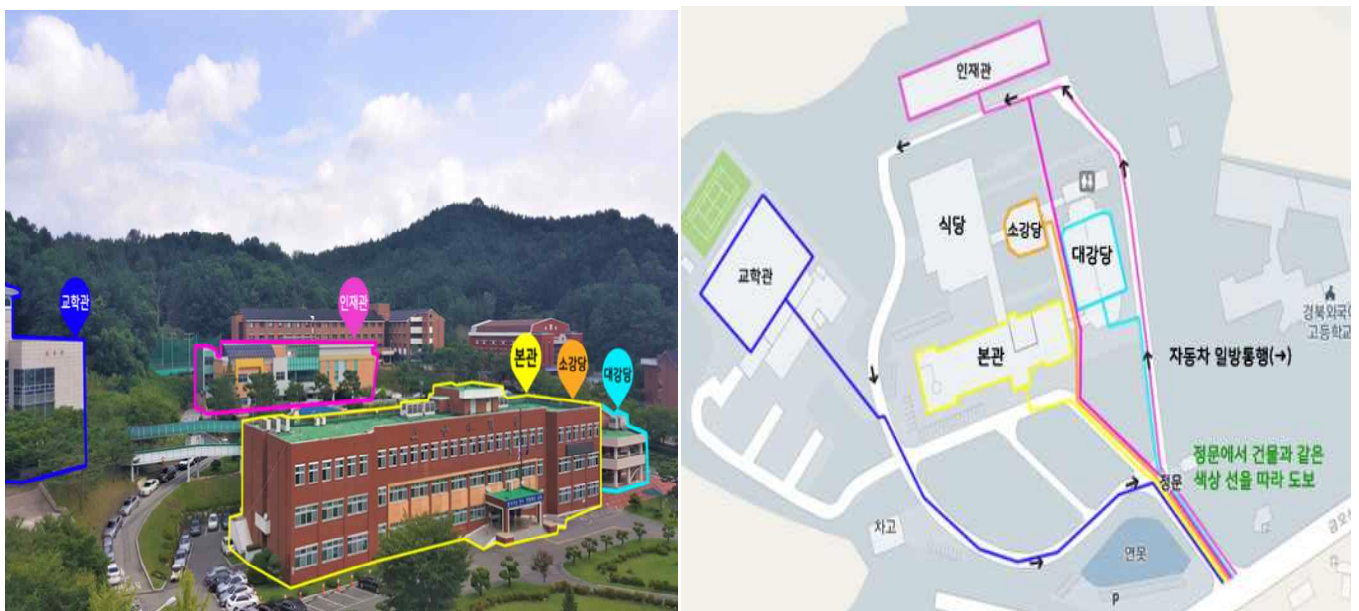 교학관
인재관
본관
소강당
대강당
인재관
식당
소강당
대강당
교학관
본관
경북외국어
고등학교
자동차 일방통행(→)
정문에서 건물과 같은
색상 선을 따라 도보
정문
차고
연못
P